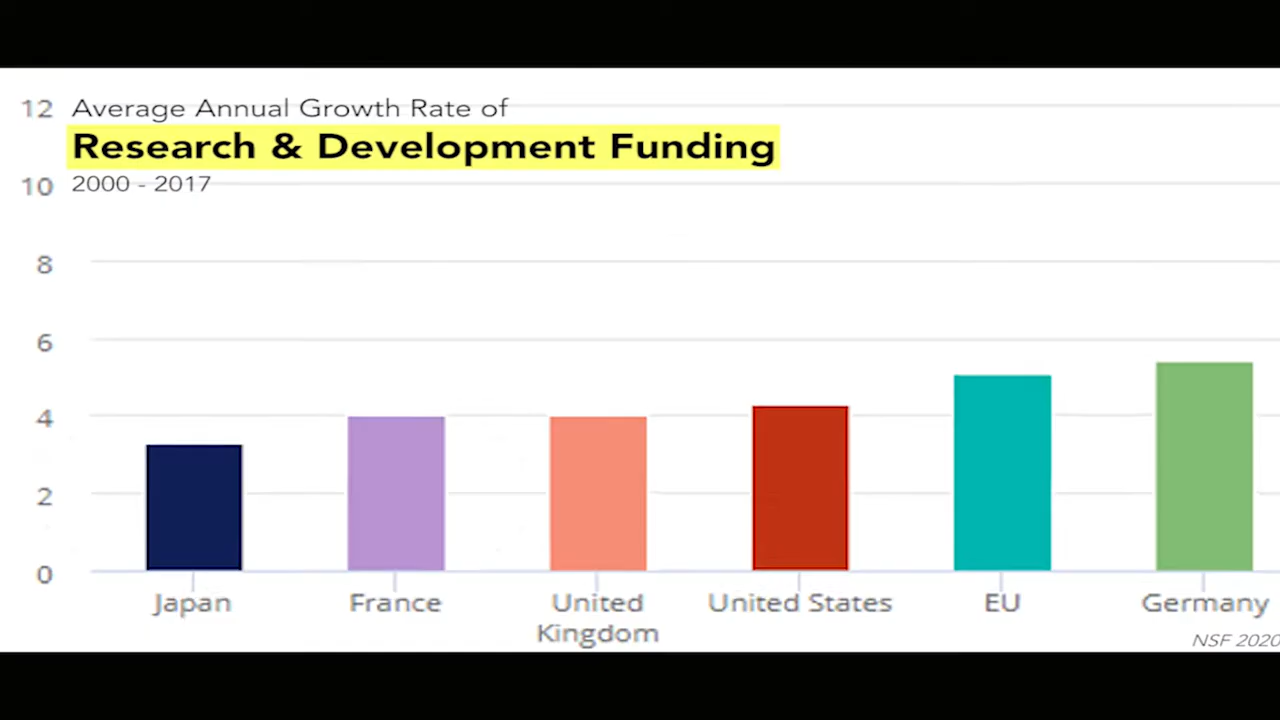 Average Annual Growth Rate of
Research & Development Funding
2000 - 2017
12
10
8
6
4
2
0
Japan
France
United
Kingdom
United States
EU
Germany
NSF 2020